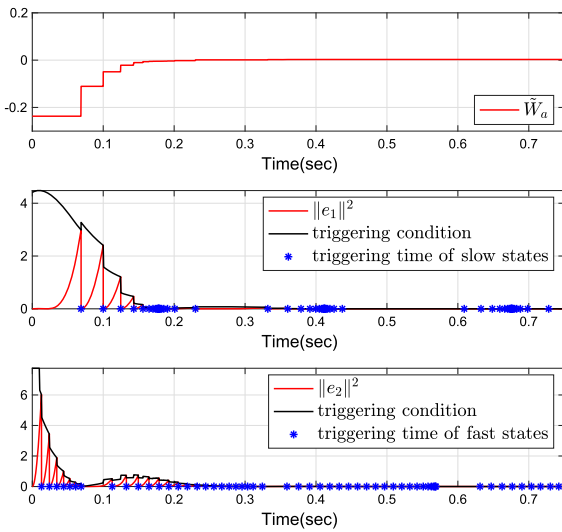 0.2
0
-0.2
0 0.1 0.2 0.3 0.4 0.5 0.6 0.7
W̃ₐ
Time(sec)
4
2
0
0 0.1 0.2 0.3 0.4 0.5 0.6 0.7
‖e₁‖²
triggering condition
triggering time of slow states
Time(sec)
6
4
2
0
0 0.1 0.2 0.3 0.4 0.5 0.6 0.7
‖e₂‖²
triggering condition
triggering time of fast states
Time(sec)